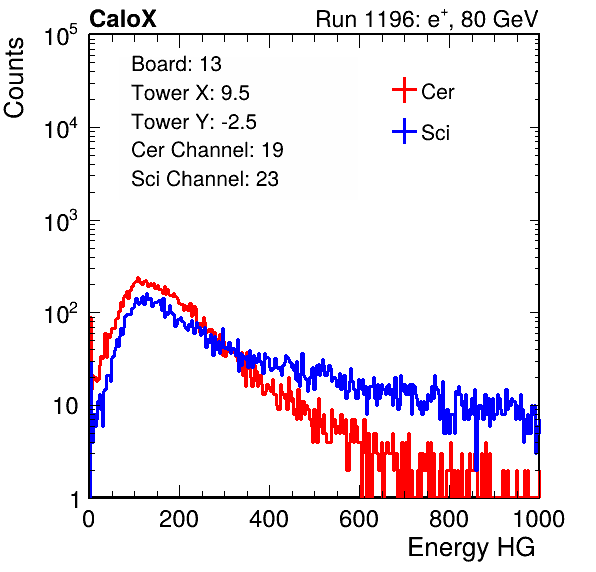 CaloX Run 1196: e⁺, 80 GeV
Counts
10⁵
10⁴
10³
10²
10
1
Board: 13
Tower X: 9.5
Tower Y: -2.5
Cer Channel: 19
Sci Channel: 23
Cer
Sci
0 200 400 600 800 1000
Energy HG